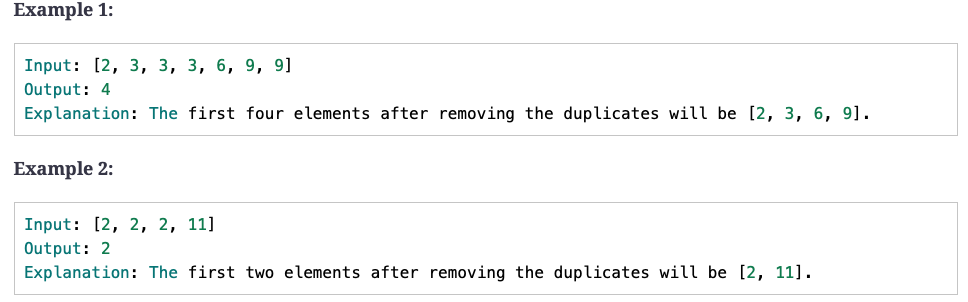 Example 1:
Input: [2, 3, 3, 3, 6, 9, 9]
Output: 4
Explanation: The first four elements after removing the duplicates will be [2, 3, 6, 9].
Example 2:
Input: [2, 2, 2, 11]
Output: 2
Explanation: The first two elements after removing the duplicates will be [2, 11].